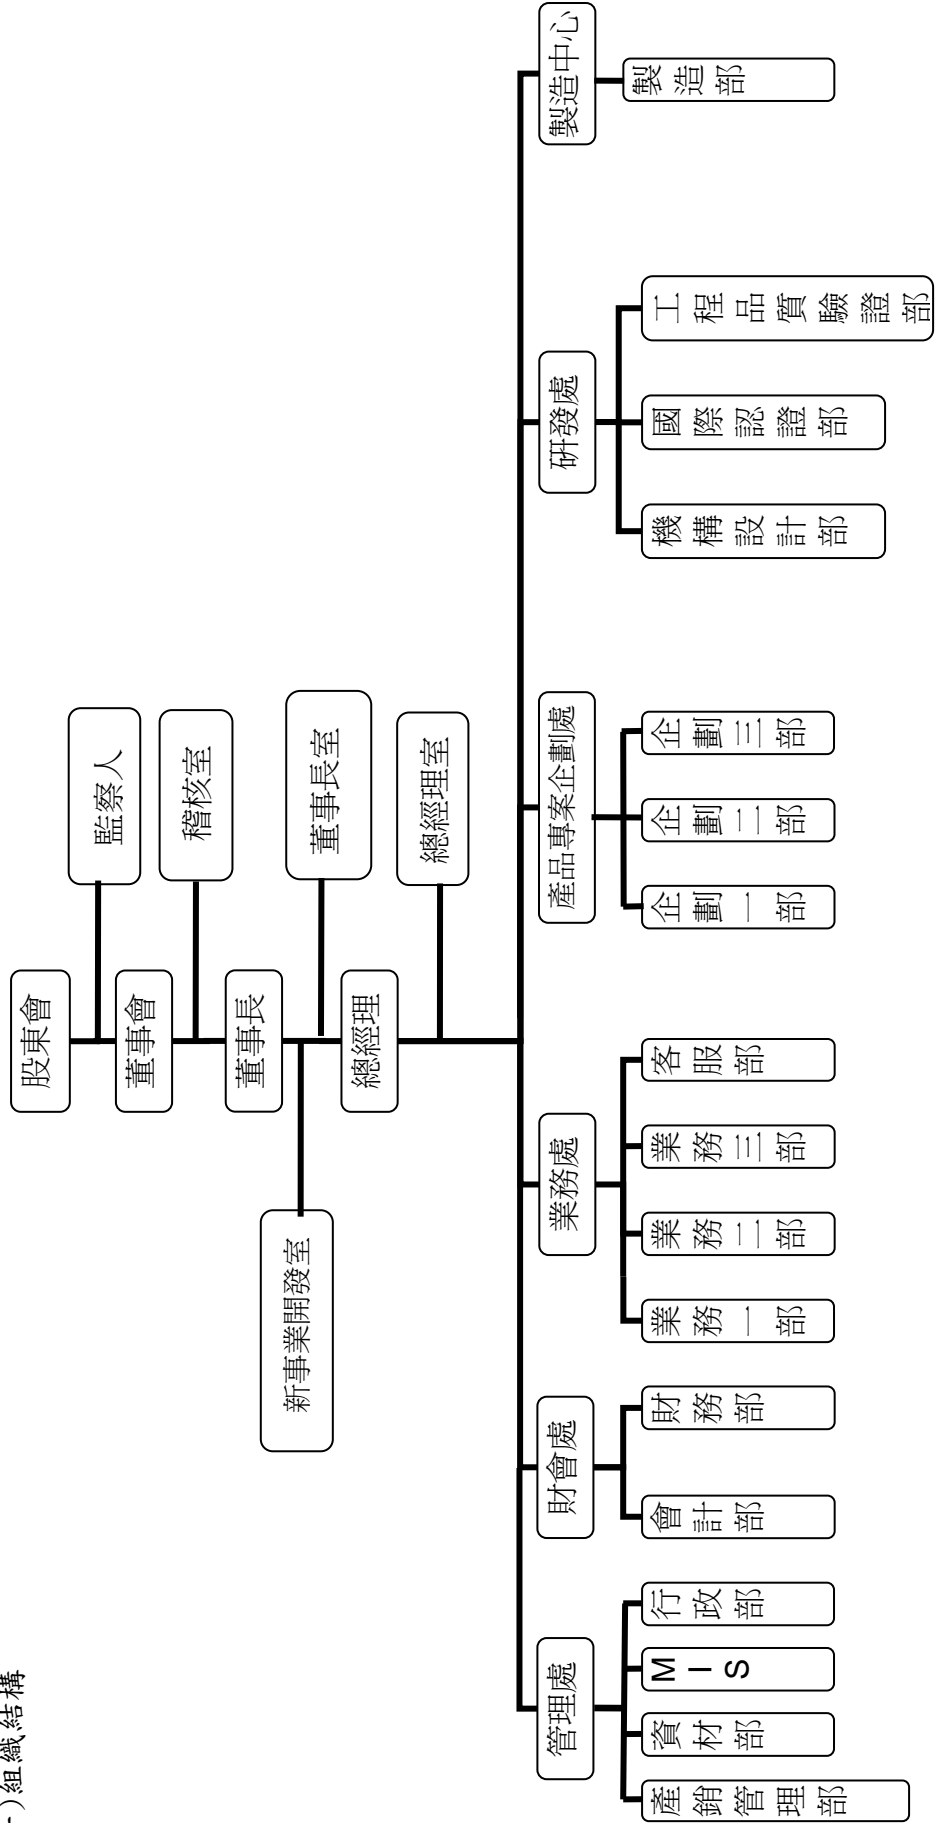 )組織結構
股東會
監察人
董事會
稽核室
董事長
董事長室
新事業開發室
總經理
總經理室
管理處
財會處
業務處
產品專案企劃處
研發處
製造中心
產銷管理部
資材部
MIS
行政部
會計部
財務部
業務一部
業務二部
業務三部
客服部
企劃一部
企劃二部
企劃三部
機構設計部
國際認證部
工程品質驗證部
製造部